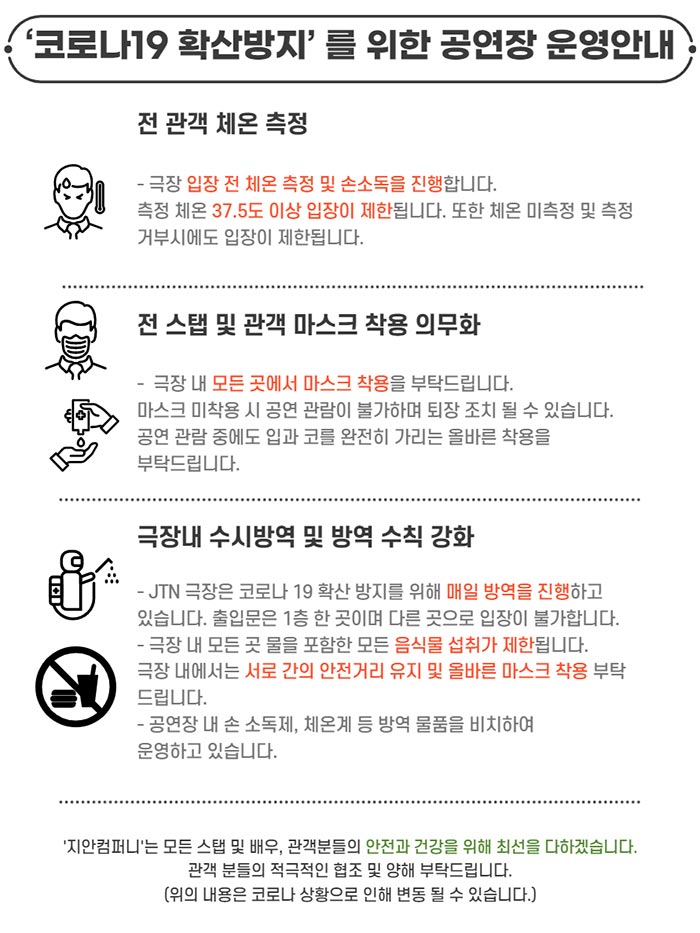 ‘코로나19 확산방지’ 를 위한 공연장 운영안내
전 관객 체온 측정
- 극장 입장 전 체온 측정 및 손소독을 진행합니다.
측정 체온 37.5도 이상 입장이 제한됩니다. 또한 체온 미측정 및 측정
거부시에도 입장이 제한됩니다.
전 스탭 및 관객 마스크 착용 의무화
- 극장 내 모든 곳에서 마스크 착용을 부탁드립니다.
마스크 미착용 시 공연 관람이 불가하며 퇴장 조치 될 수 있습니다.
공연 관람 중에도 입과 코를 완전히 가리는 올바른 착용을
부탁드립니다.
극장내 수시방역 및 방역 수칙 강화
- JTN 극장은 코로나 19 확산 방지를 위해 매일 방역을 진행하고
있습니다. 출입문은 1층 한 곳이며 다른 곳으로 입장이 불가합니다.
- 극장 내 모든 곳 물을 포함한 모든 음식물 섭취가 제한됩니다.
극장 내에서는 서로 간의 안전거리 유지 및 올바른 마스크 착용 부탁
드립니다.
- 공연장 내 손 소독제, 체온계 등 방역 물품을 비치하여
운영하고 있습니다.
'지안컴퍼니'는 모든 스탭 및 배우, 관객분들의 안전과 건강을 위해 최선을 다하겠습니다.
관객 분들의 적극적인 협조 및 양해 부탁드립니다.
(위의 내용은 코로나 상황으로 인해 변동 될 수 있습니다.)